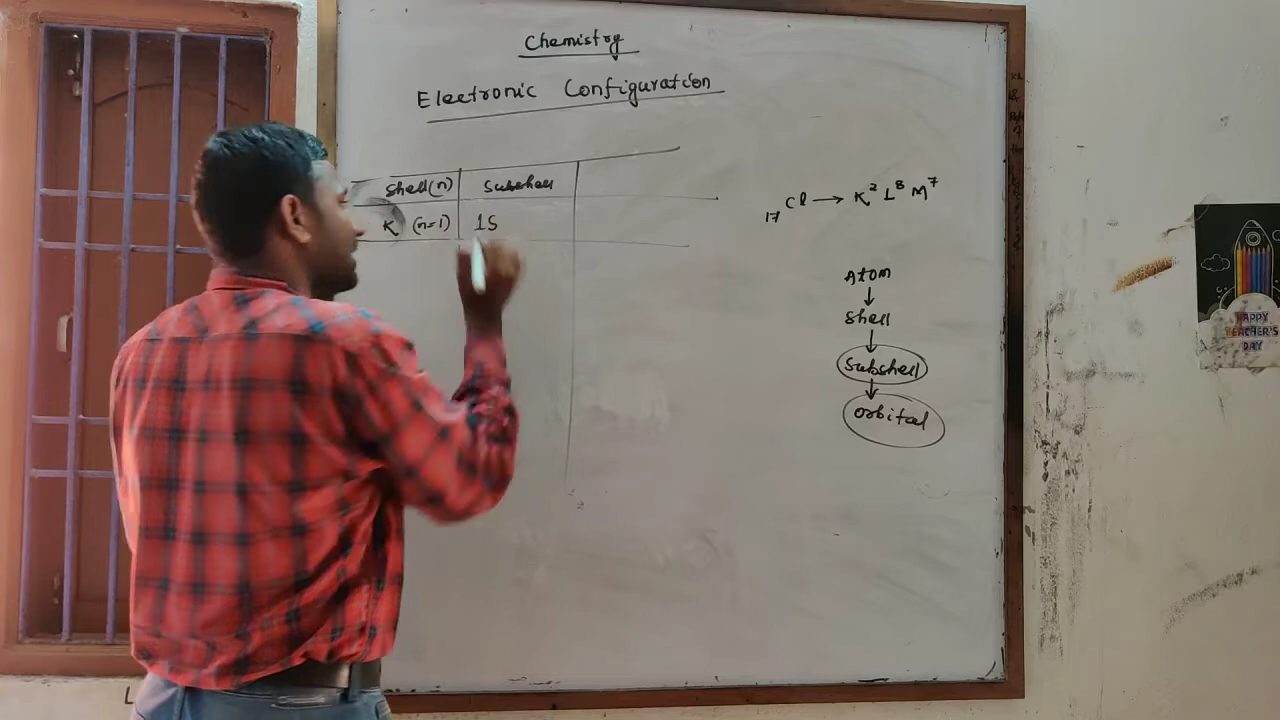 Chemistry
Electronic Configuration
Shell(n) Subshell
K (n=1) 1S
17Cl → K² L⁸ M⁷
Atom
↓
Shell
↓
Subshell
↓
Orbital
HAPPY
TEACHER'S
DAY